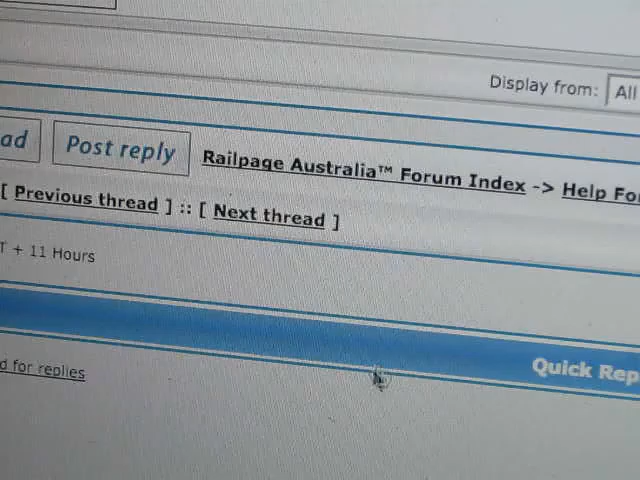 Display from: All
ad Post reply Railpage Australia™ Forum Index -> Help Fo
[ Previous thread ] :: [ Next thread ]
T + 11 Hours
Quick Rep
d for replies